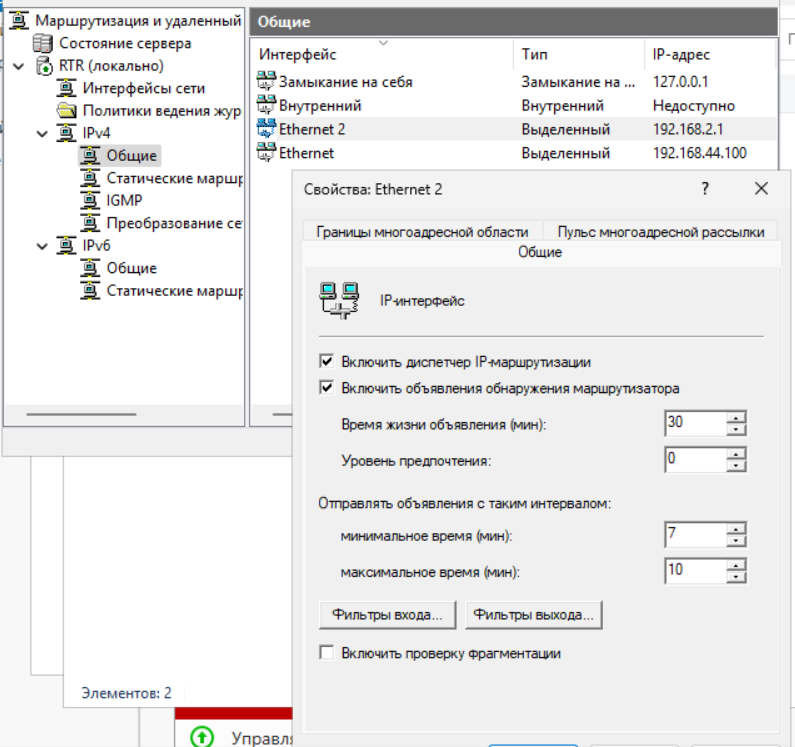 Маршрутизация и удаленный
Состояние сервера
RTR (локально)
Интерфейсы сети
Политики ведения жур
IPv4
Общие
Статические маршр
IGMP
Преобразование се
IPv6
Общие
Статические маршр
Общие
Интерфейс Тип IP-адрес
Замыкание на себя Замыкание на ... 127.0.0.1
Внутренний Внутренний Недоступно
Ethernet 2 Выделенный 192.168.2.1
Ethernet Выделенный 192.168.44.100
Свойства: Ethernet 2 ?
Границы многоадресной области Пульс многоадресной рассылки
Общие
IP-интерфейс
Включить диспетчер IP-маршрутизации
Включить объявления обнаружения маршрутизатора
Время жизни объявления (мин): 30
Уровень предпочтения: 0
Отправлять объявления с таким интервалом:
минимальное время (мин): 7
максимальное время (мин): 10
Фильтры входа... Фильтры выхода...
Включить проверку фрагментации
Элементов: 2
Управля